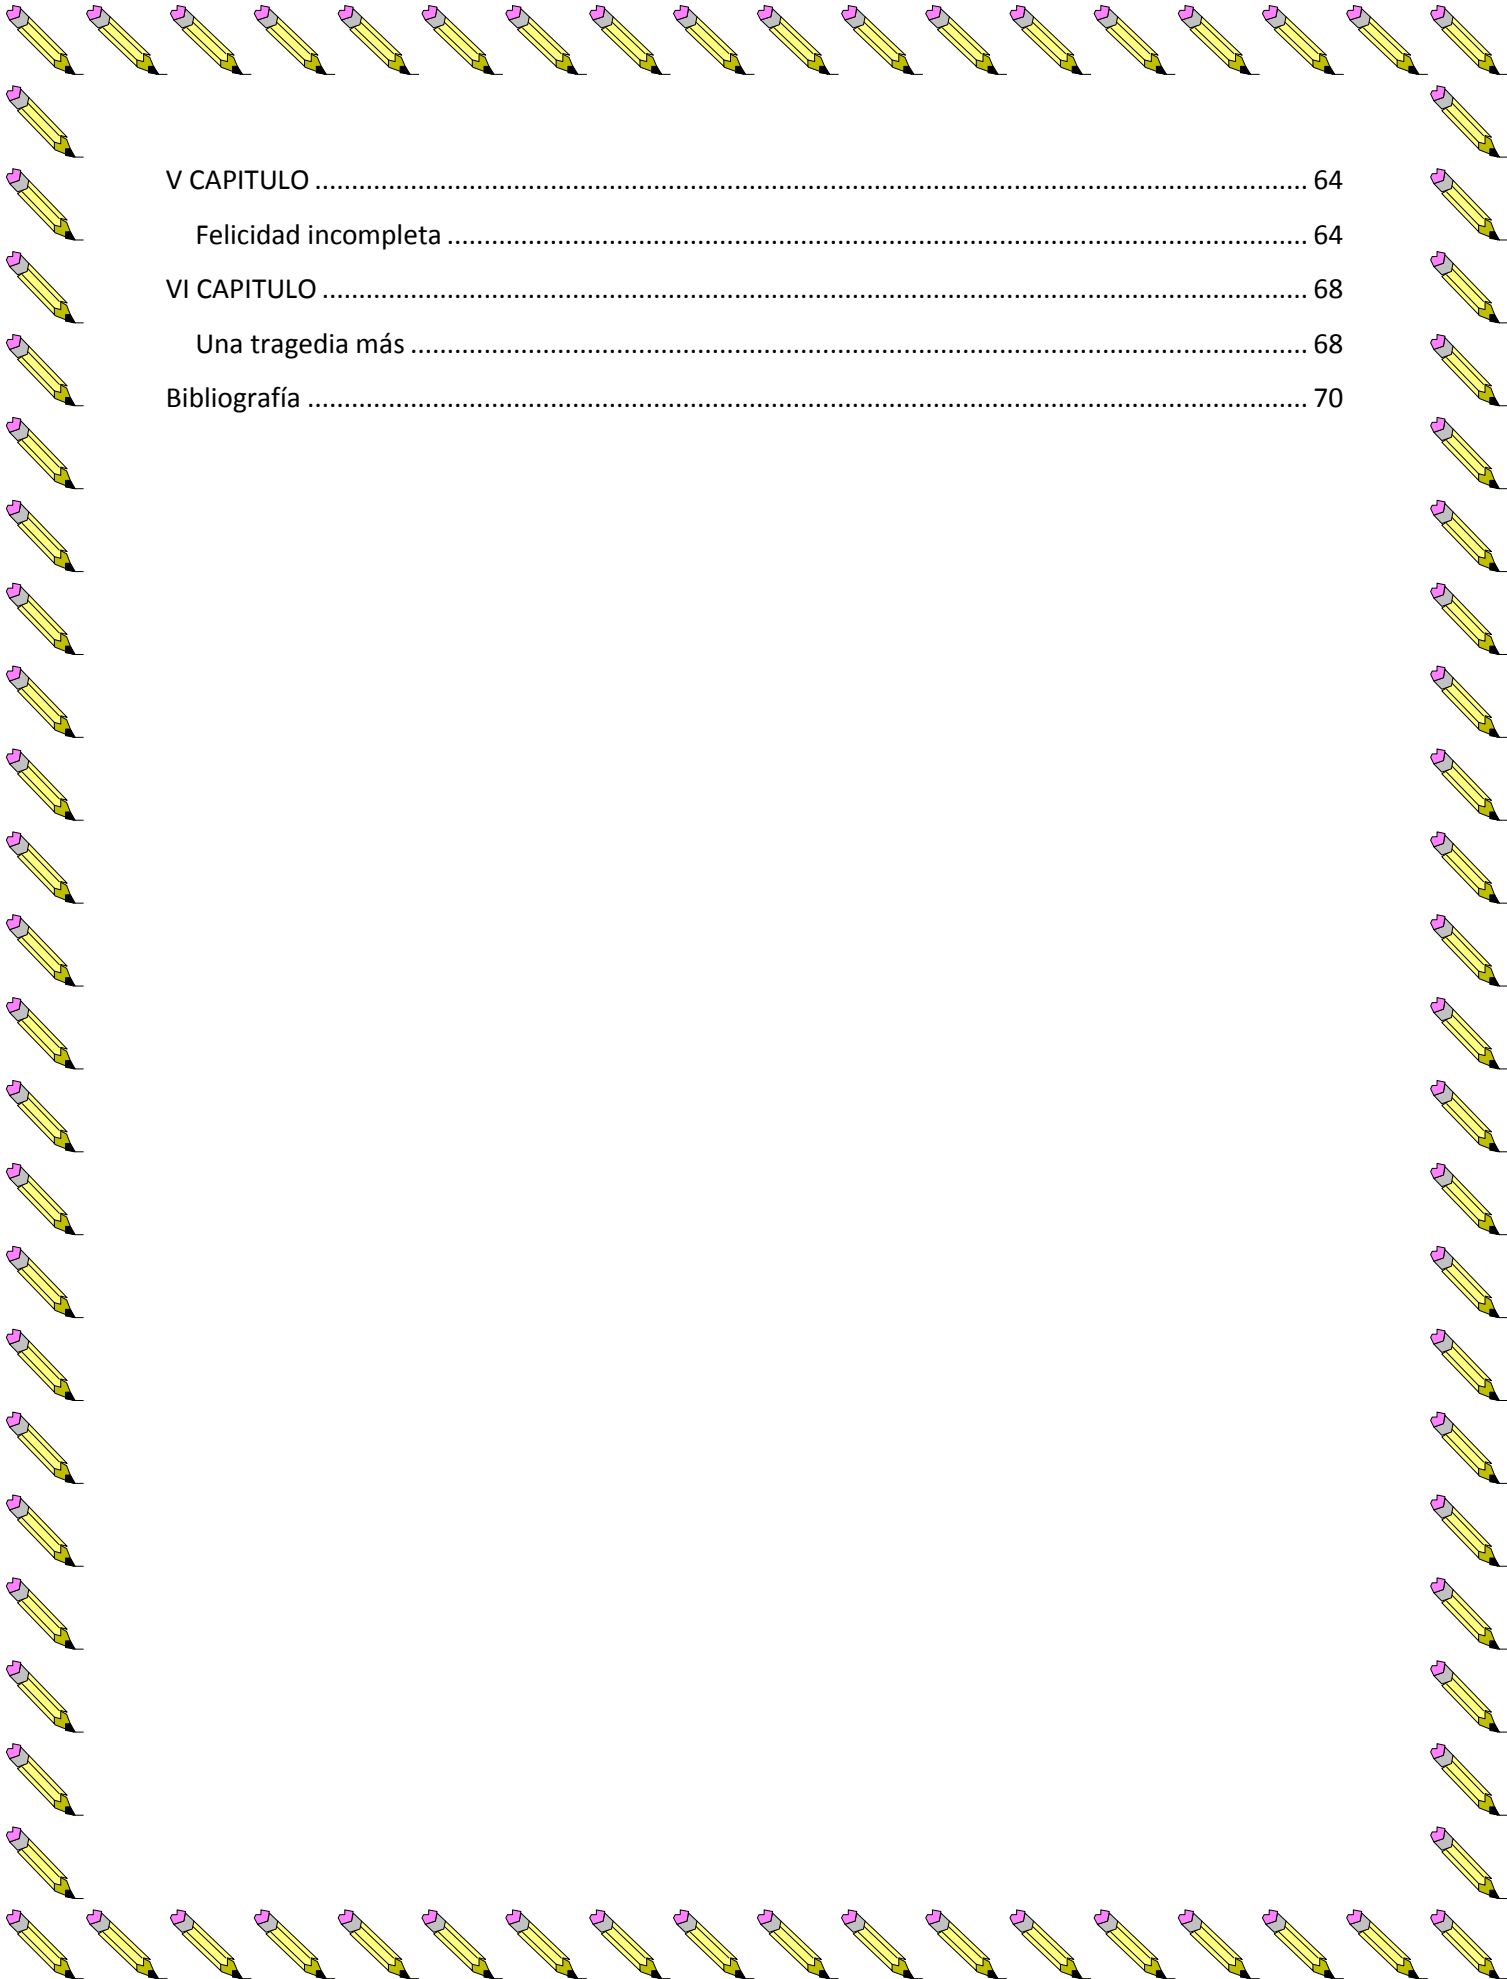 V CAPITULO ........................................................................................................................................ 64
Felicidad incompleta ..................................................................................................................... 64
VI CAPITULO ....................................................................................................................................... 68
Una tragedia más .......................................................................................................................... 68
Bibliografía ......................................................................................................................................... 70